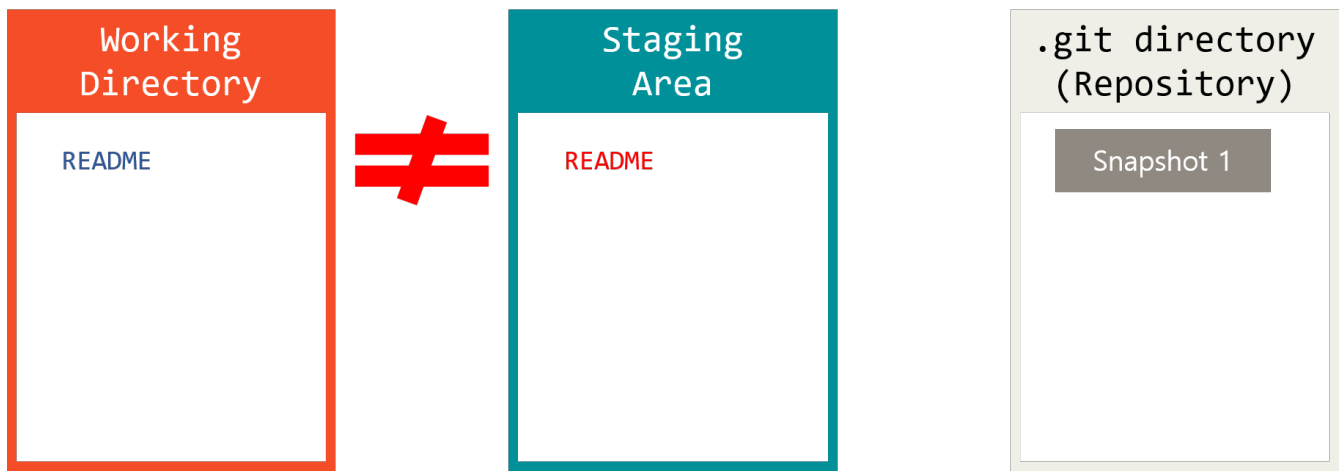 Working
Directory
README
Staging
Area
README
.git directory
(Repository)
Snapshot 1